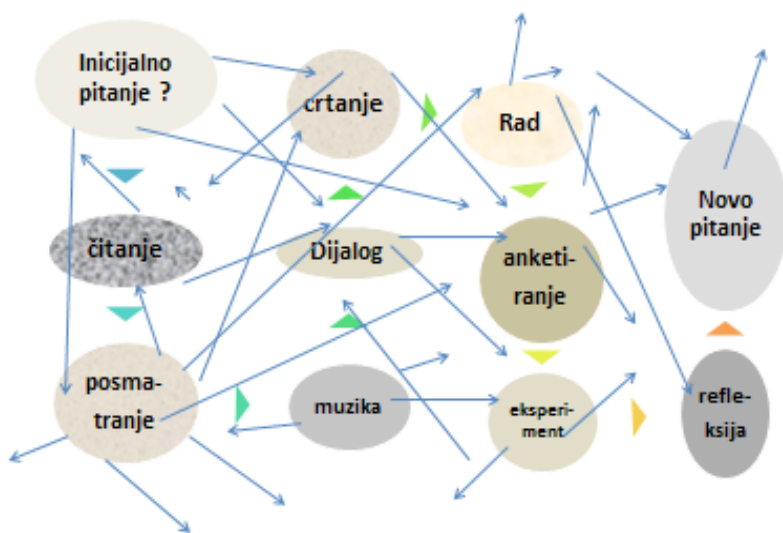 Inicijalno
pitanje ?
crtanje
Rad
Novo
pitanje
čitanje
Dijalog
anketi-
ranje
posma-
tranje
muzika
eksperi-
ment
refle-
ksija